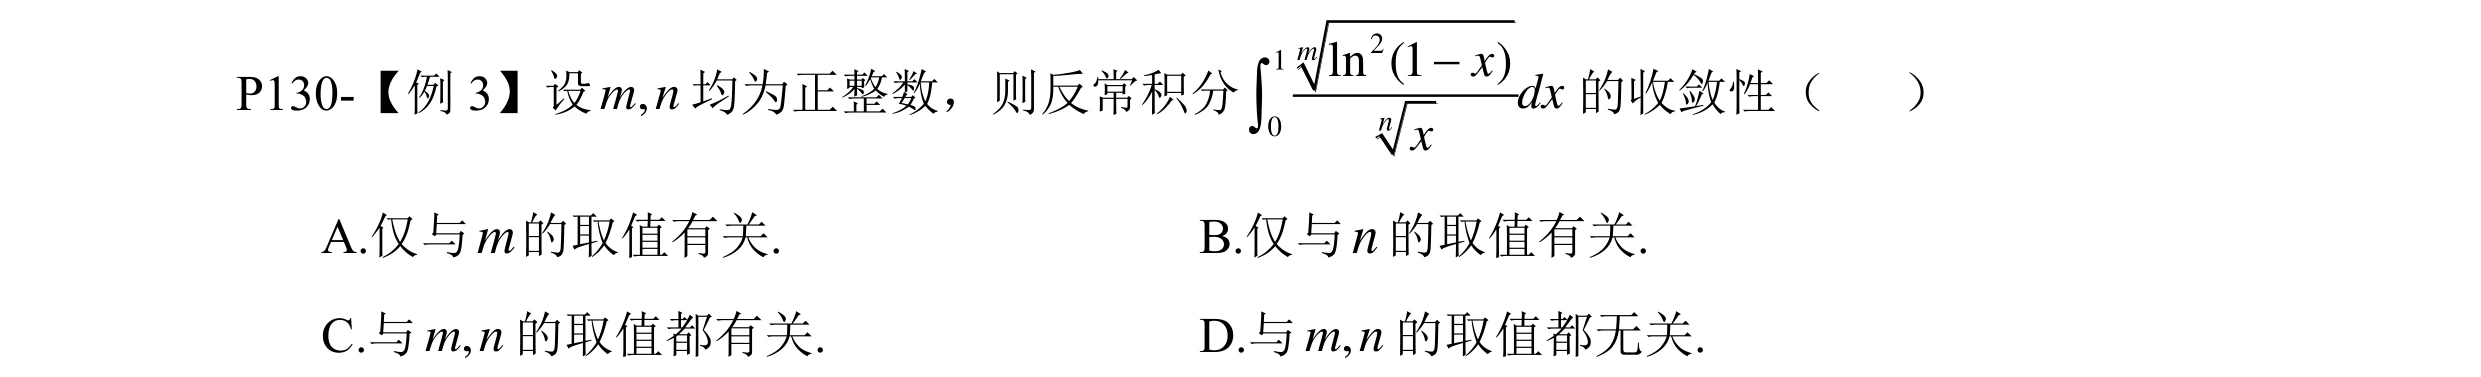 P130-【例 3】设 $m,n$ 均为正整数，则反常积分 $\int_0^1 \frac{\sqrt[m]{\ln^2(1-x)}}{\sqrt[n]{x}}dx$ 的收敛性（　　）
A.仅与 $m$ 的取值有关. B.仅与 $n$ 的取值有关.
C.与 $m,n$ 的取值都有关. D.与 $m,n$ 的取值都无关.